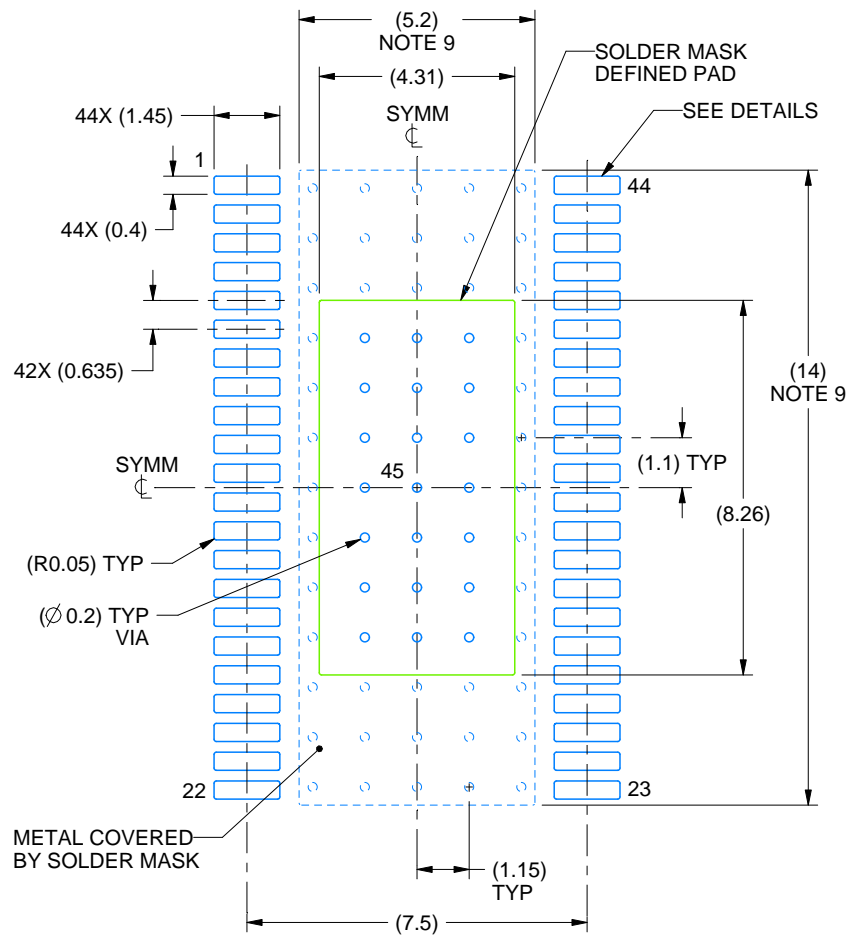 (5.2)
NOTE 9
SOLDER MASK
DEFINED PAD
(4.31)
44X (1.45)
SYMM
SEE DETAILS
1
44
44X (0.4)
42X (0.635)
(14)
NOTE 9
SYMM
45
(1.1) TYP
(8.26)
(R0.05) TYP
(∅ 0.2) TYP
VIA
22
23
METAL COVERED
BY SOLDER MASK
(1.15)
TYP
(7.5)